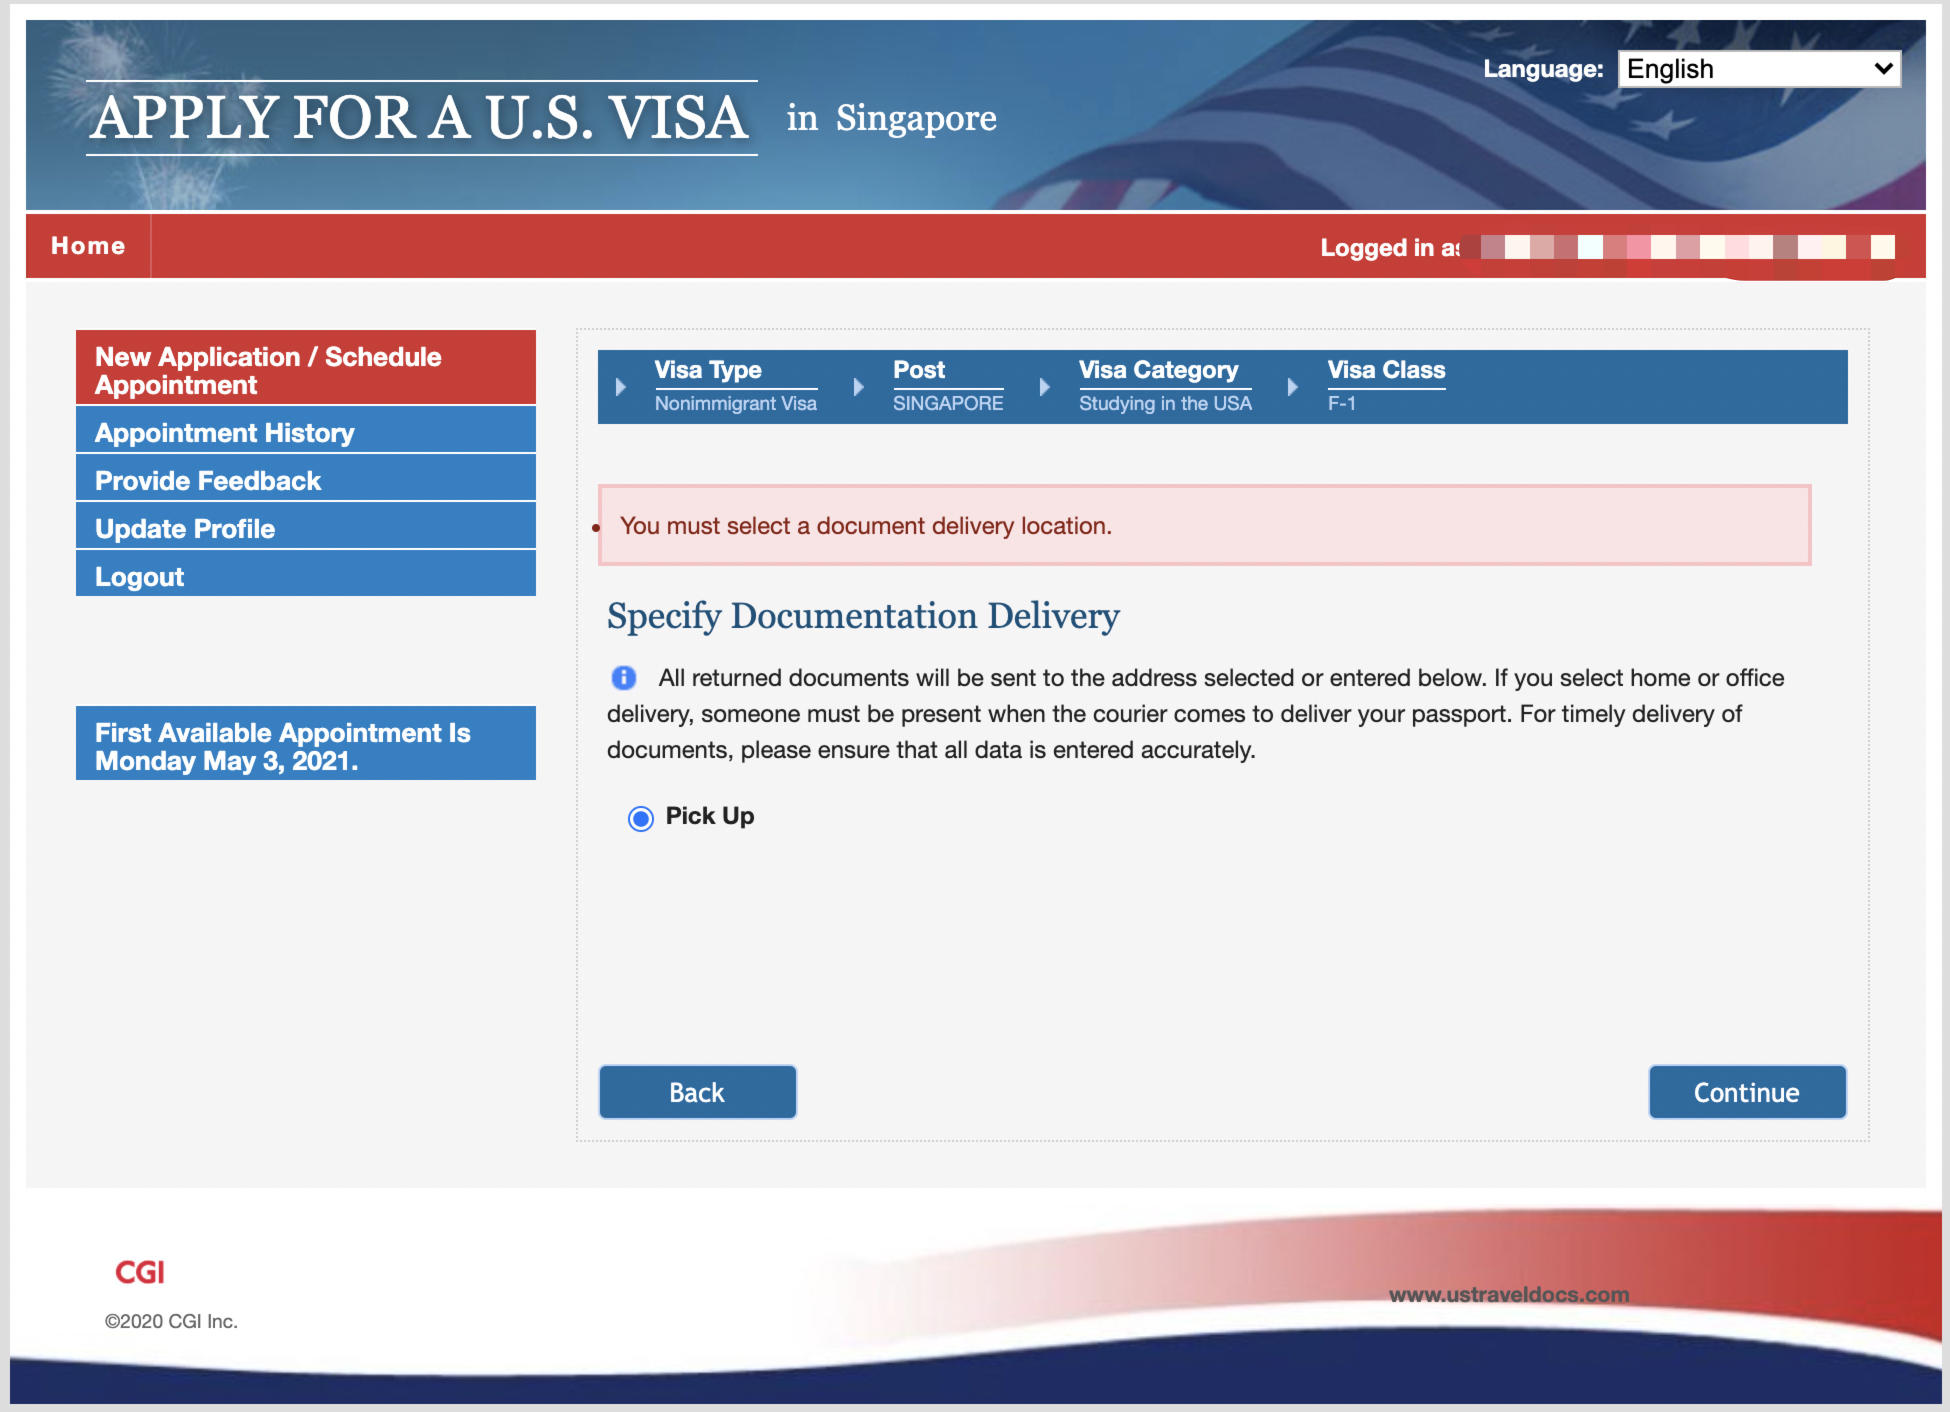 Language: English
APPLY FOR A U.S. VISA in Singapore
Home
Logged in as
New Application / Schedule
Appointment
Appointment History
Provide Feedback
Update Profile
Logout
First Available Appointment Is
Monday May 3, 2021.
Visa Type
Nonimmigrant Visa
Post
SINGAPORE
Visa Category
Studying in the USA
Visa Class
F-1
You must select a document delivery location.
Specify Documentation Delivery
All returned documents will be sent to the address selected or entered below. If you select home or office
delivery, someone must be present when the courier comes to deliver your passport. For timely delivery of
documents, please ensure that all data is entered accurately.
Pick Up
Back
Continue
CGI
©2020 CGI Inc.
www.ustraveldocs.com